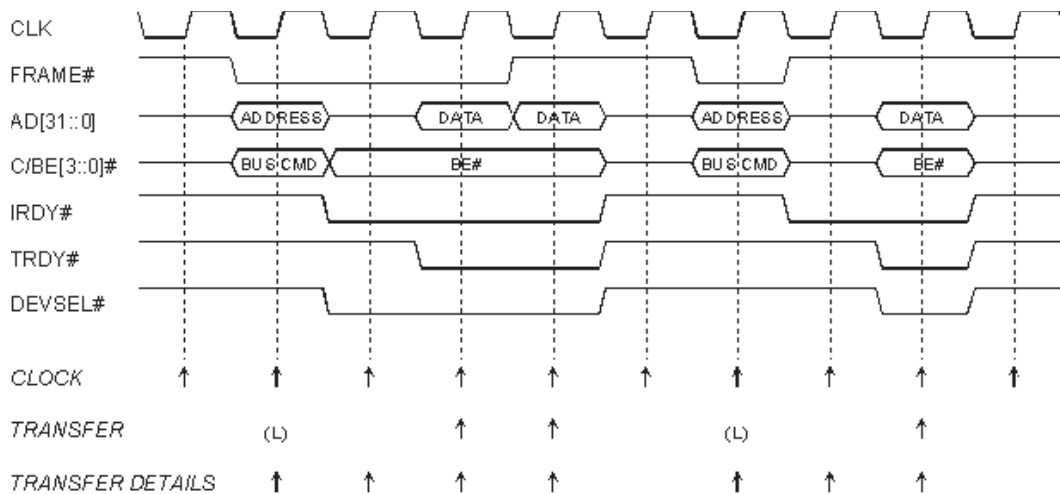 CLK
FRAME#
AD[31::0] ADDRESS DATA DATA ADDRESS DATA
C/BE[3::0]# BUS CMD BE# BUS CMD BE#
IRDY#
TRDY#
DEVSEL#
CLOCK
TRANSFER (L) (L)
TRANSFER DETAILS